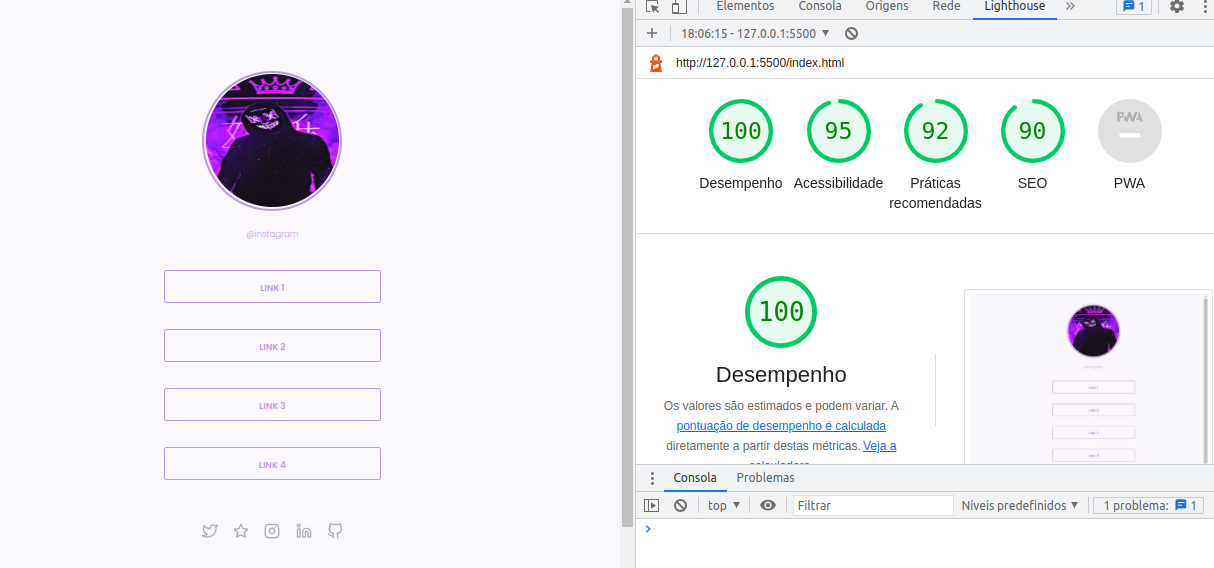 @instagram
LINK 1
LINK 2
LINK 3
LINK 4
Elementos Consola Origens Rede Lighthouse » 1
+ 18:06:15 - 127.0.0.1:5500 ▼
http://127.0.0.1:5500/index.html
100 95 92 90 PWA
Desempenho Acessibilidade Práticas recomendadas SEO PWA
100
Desempenho
Os valores são estimados e podem variar. A
pontuação de desempenho é calculada
diretamente a partir destas métricas. Veja a
calculadora
Consola Problemas
top ▼ Filtrar Níveis predefinidos ▼ 1 problema: 1